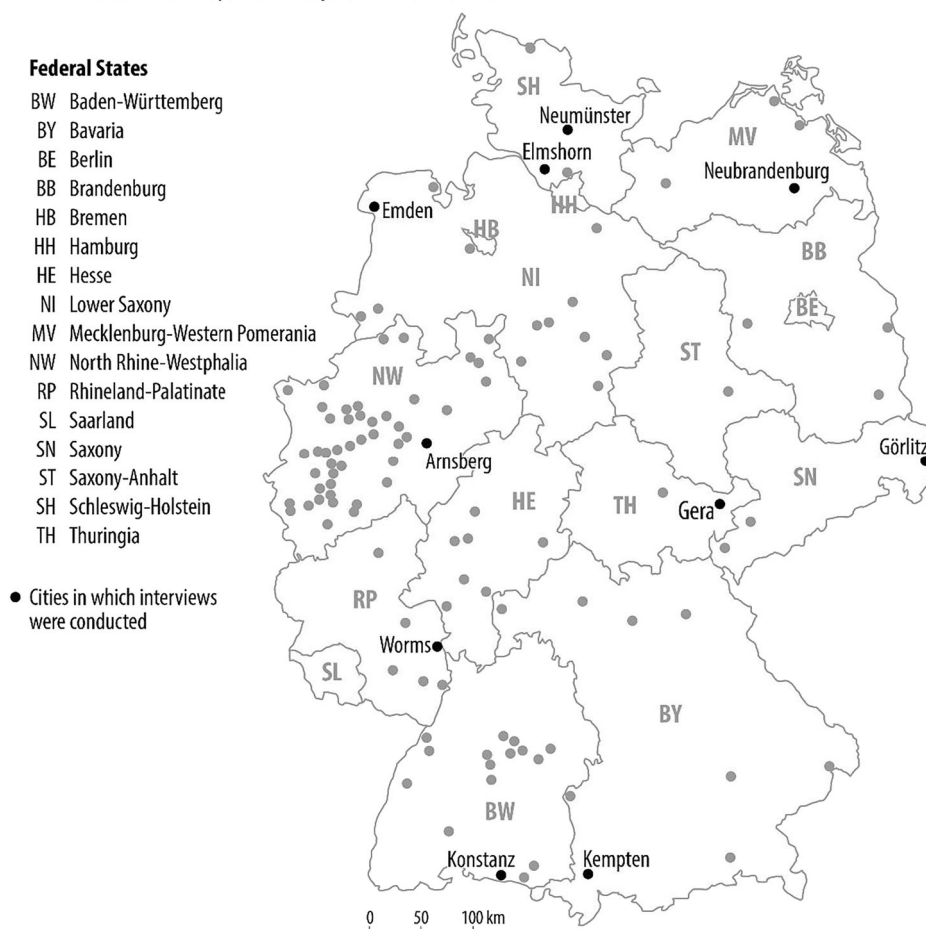 Federal States
BW Baden-Württemberg
BY Bavaria
BE Berlin
BB Brandenburg
HB Bremen
HH Hamburg
HE Hesse
NI Lower Saxony
MV Mecklenburg-Western Pomerania
NW North Rhine-Westphalia
RP Rhineland-Palatinate
SL Saarland
SN Saxony
ST Saxony-Anhalt
SH Schleswig-Holstein
TH Thuringia
Cities in which interviews
were conducted
SH
Neumünster
MV
Elmshorn
Neubrandenburg
HH
Emden
HB
BB
NI
BE
ST
NW
Arnsberg
Görlitz
SN
HE
TH
Gera
RP
Worms
SL
BY
BW
Konstanz
Kempten
0 50 100 km